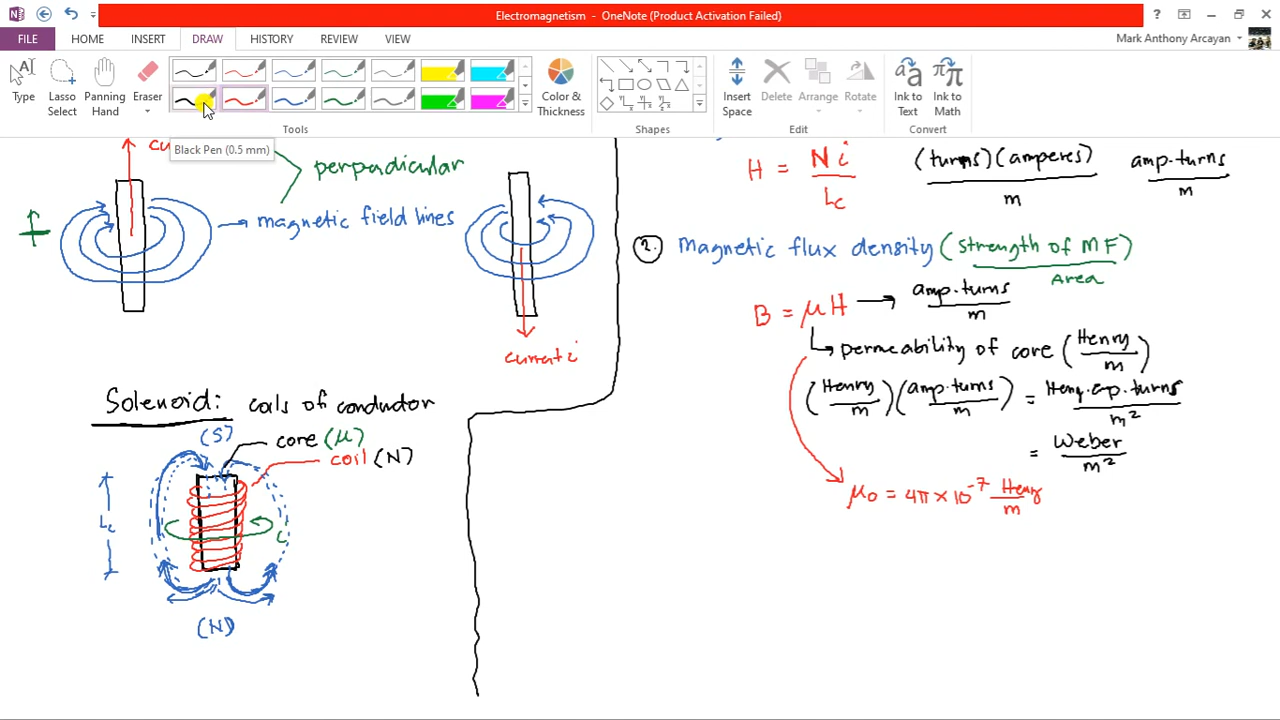 Electromagnetism - OneNote (Product Activation Failed)
?
FILE HOME INSERT DRAW HISTORY REVIEW VIEW
Mark Anthony Arcayan
Type
Lasso Select
Panning Hand
Eraser
Color & Thickness
Insert Space
Delete
Arrange
Rotate
Ink to Text
Ink to Math
Tools
Shapes
Edit
Convert
Black Pen (0.5 mm)
perpadicular
magnetic field lines
current i
Solenoid: coils of conductor
(S)
core (μ)
coil (N)
Lc
i
(N)
H = Ni / Lc
(turns)(amperes) / m
amp.turns / m
2. Magnetic flux density (strength of MF) / Area
B = μH → amp.turns / m
permeability of core (Henry / m)
(Henry / m)(amp.turns / m) = Henry.amp.turns / m²
= Weber / m²
μ₀ = 4π × 10⁻⁷ Henry / m